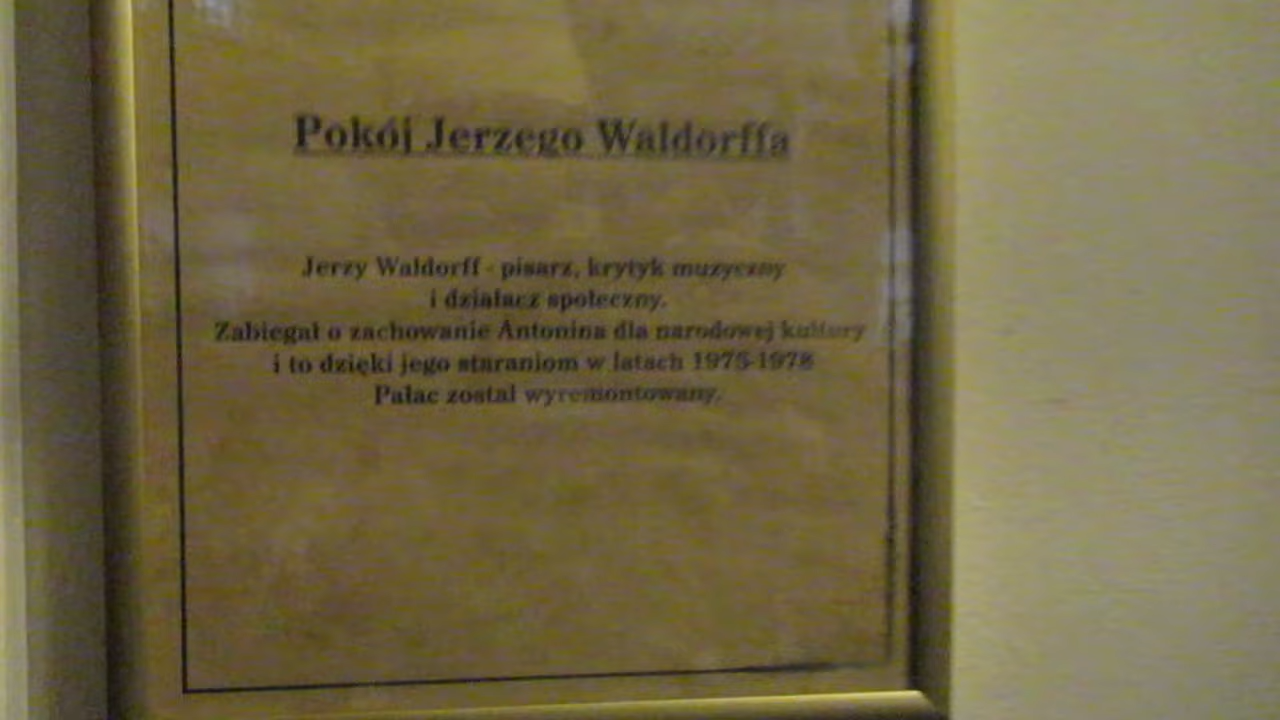 Pokój Jerzego Waldorffa
Jerzy Waldorff - pisarz, krytyk muzyczny
i działacz społeczny.
Zabiegał o zachowanie Antonina dla narodowej kultury
i to dzięki jego staraniom w latach 1975-1978
Pałac został wyremontowany.